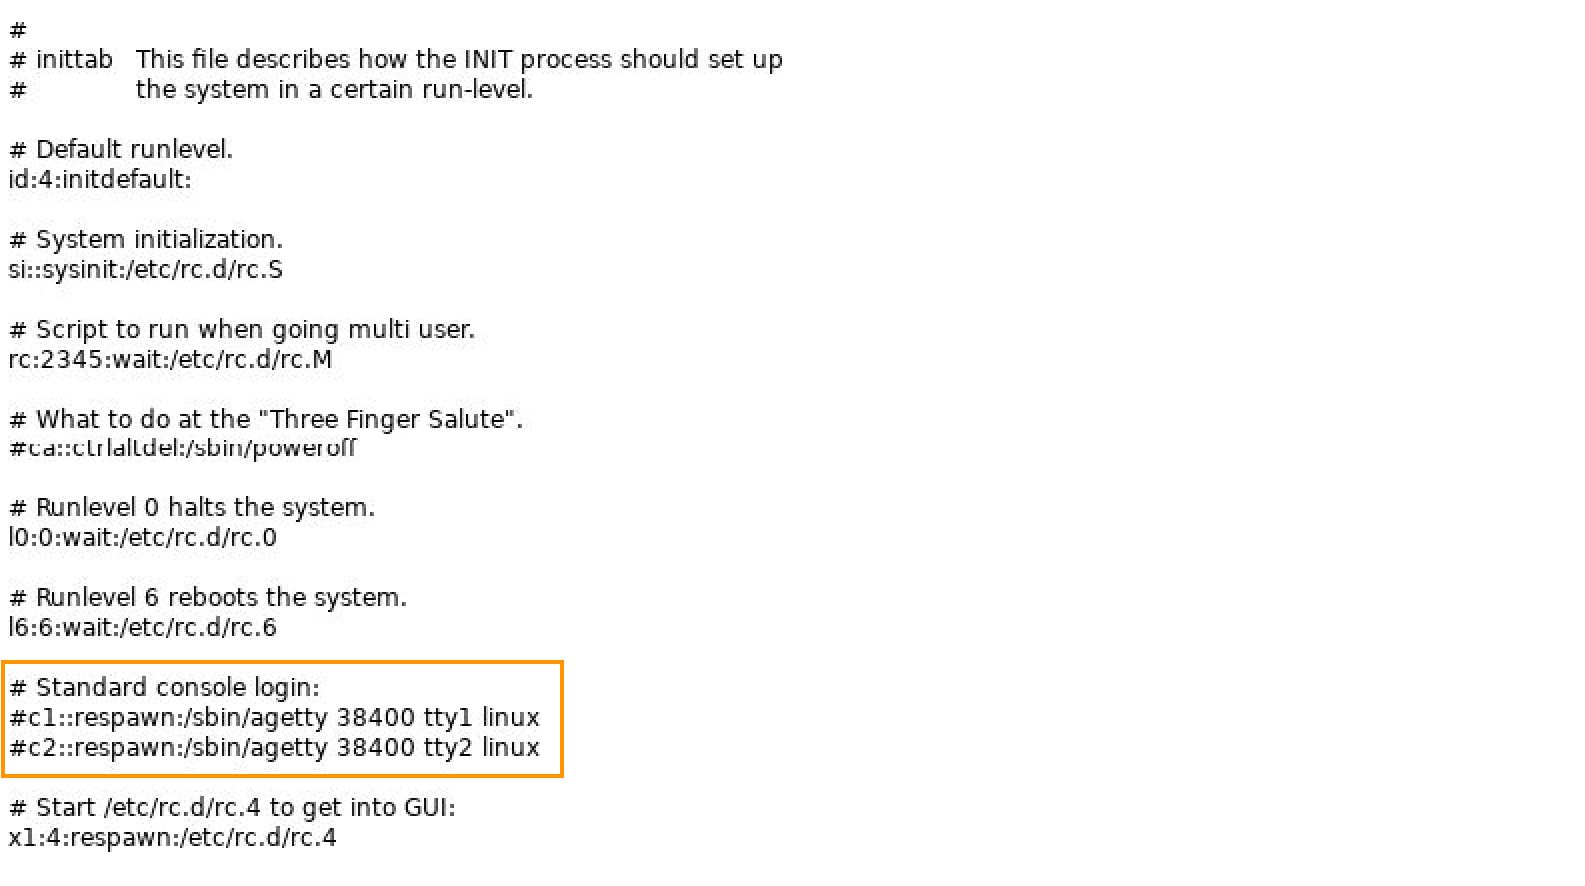 #
# inittab   This file describes how the INIT process should set up
#              the system in a certain run-level.
# Default runlevel.
id:4:initdefault:
# System initialization.
si::sysinit:/etc/rc.d/rc.S
# Script to run when going multi user.
rc:2345:wait:/etc/rc.d/rc.M
# What to do at the "Three Finger Salute".
#ca::ctrlaltdel:/sbin/poweroff
# Runlevel 0 halts the system.
l0:0:wait:/etc/rc.d/rc.0
# Runlevel 6 reboots the system.
l6:6:wait:/etc/rc.d/rc.6
# Standard console login:
#c1::respawn:/sbin/agetty 38400 tty1 linux
#c2::respawn:/sbin/agetty 38400 tty2 linux
# Start /etc/rc.d/rc.4 to get into GUI:
x1:4:respawn:/etc/rc.d/rc.4